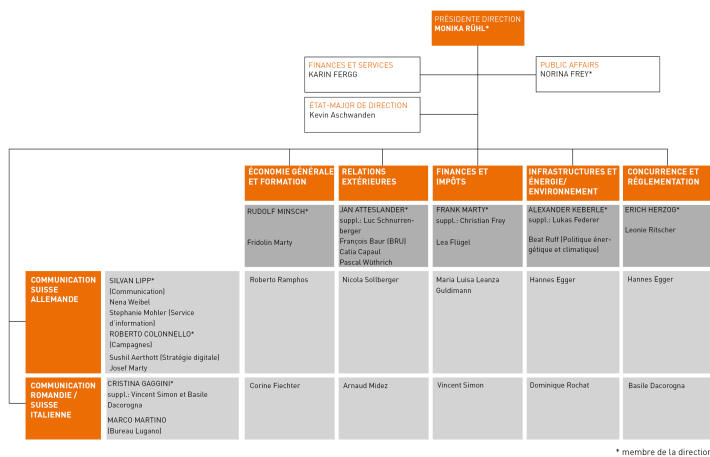 PRÉSIDENTE DIRECTION
MONIKA RÜHL*
FINANCES ET SERVICES
KARIN FERGG
PUBLIC AFFAIRS
NORINA FREY*
ÉTAT-MAJOR DE DIRECTION
Kevin Aschwanden
ÉCONOMIE GÉNÉRALE
ET FORMATION
RELATIONS
EXTÉRIEURES
FINANCES ET
IMPÔTS
INFRASTRUCTURES ET
ÉNERGIE/
ENVIRONNEMENT
CONCURRENCE ET
RÉGLEMENTATION
RUDOLF MINSCH*
Fridolin Marty
JAN ATTESLANDER*
suppl.: Luc Schnurren-
berger
François Baur (BRU)
Catia Capaul
Pascal Wüthrich
FRANK MARTY*
suppl.: Christian Frey
Lea Flügel
ALEXANDER KEBERLE*
suppl.: Lukas Federer
Beat Ruff (Politique éner-
gétique et climatique)
ERICH HERZOG*
Leonie Ritscher
COMMUNICATION
SUISSE
ALLEMANDE
SILVAN LIPP*
(Communication)
Nena Weibel
Stephanie Mohler (Service
d'information)
ROBERTO COLONNELLO*
(Campagnes)
Sushil Aerthott (Stratégie digitale)
Josef Marty
Roberto Ramphos
Nicola Sollberger
Maria Luisa Leanza
Guldimann
Hannes Egger
Hannes Egger
COMMUNICATION
ROMANDIE /
SUISSE
ITALIENNE
CRISTINA GAGGINI*
suppl.: Vincent Simon et Basile
Dacorogna
MARCO MARTINO
(Bureau Lugano)
Corine Fiechter
Arnaud Midez
Vincent Simon
Dominique Rochat
Basile Dacorogna
* membre de la direction